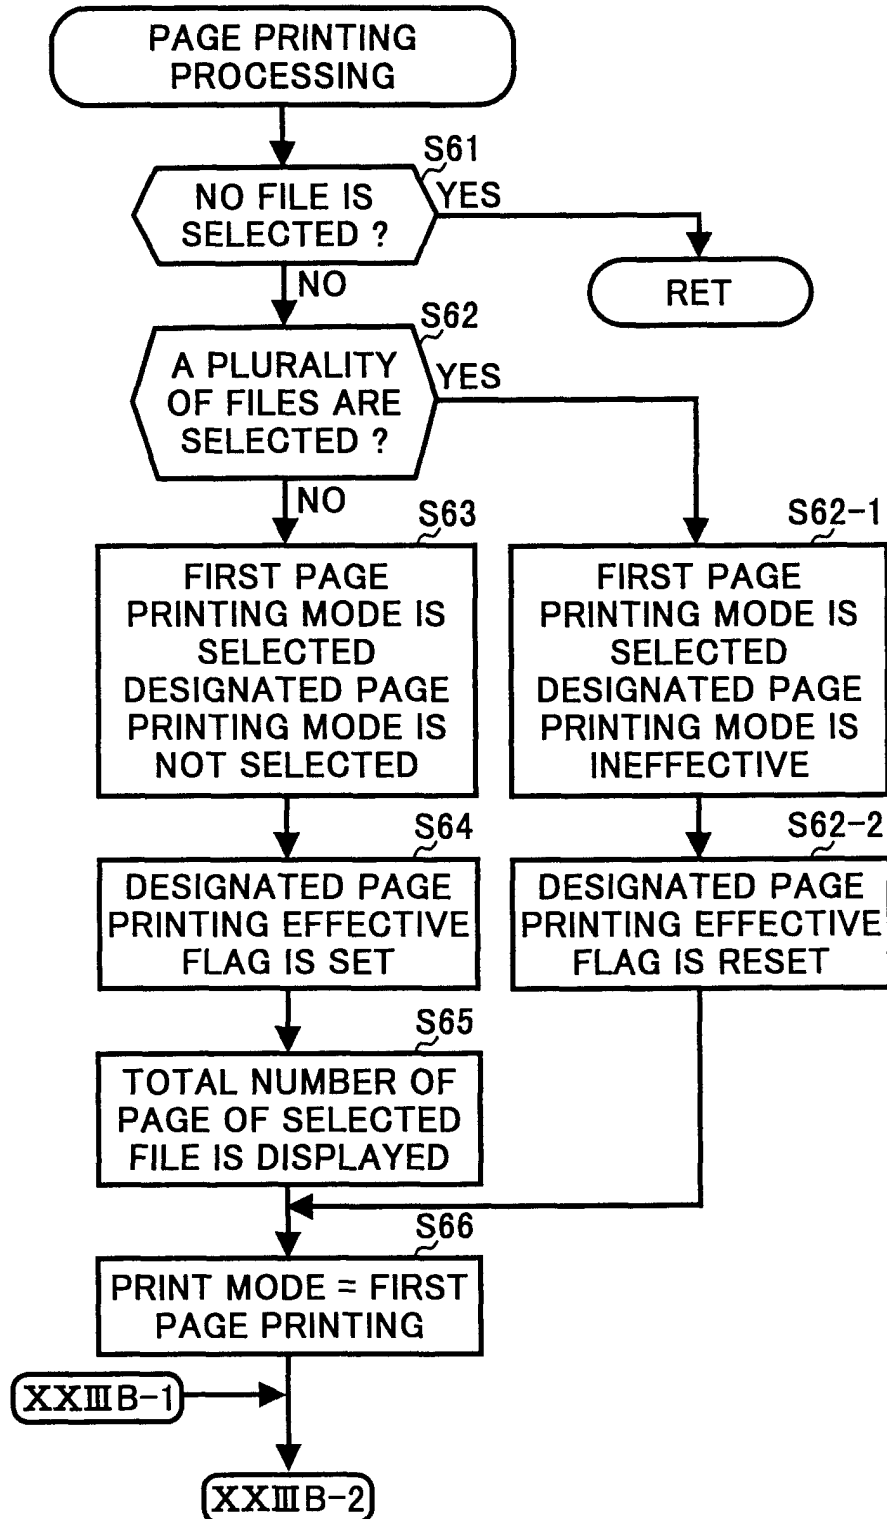 PAGE PRINTING
PROCESSING
S61
NO FILE IS
SELECTED ?
YES
RET
NO
S62
A PLURALITY
OF FILES ARE
SELECTED ?
YES
NO
S63
FIRST PAGE
PRINTING MODE IS
SELECTED
DESIGNATED PAGE
PRINTING MODE IS
NOT SELECTED
S62-1
FIRST PAGE
PRINTING MODE IS
SELECTED
DESIGNATED PAGE
PRINTING MODE IS
INEFFECTIVE
S64
DESIGNATED PAGE
PRINTING EFFECTIVE
FLAG IS SET
S62-2
DESIGNATED PAGE
PRINTING EFFECTIVE
FLAG IS RESET
S65
TOTAL NUMBER OF
PAGE OF SELECTED
FILE IS DISPLAYED
S66
PRINT MODE = FIRST
PAGE PRINTING
XXⅢB-1
XXⅢB-2